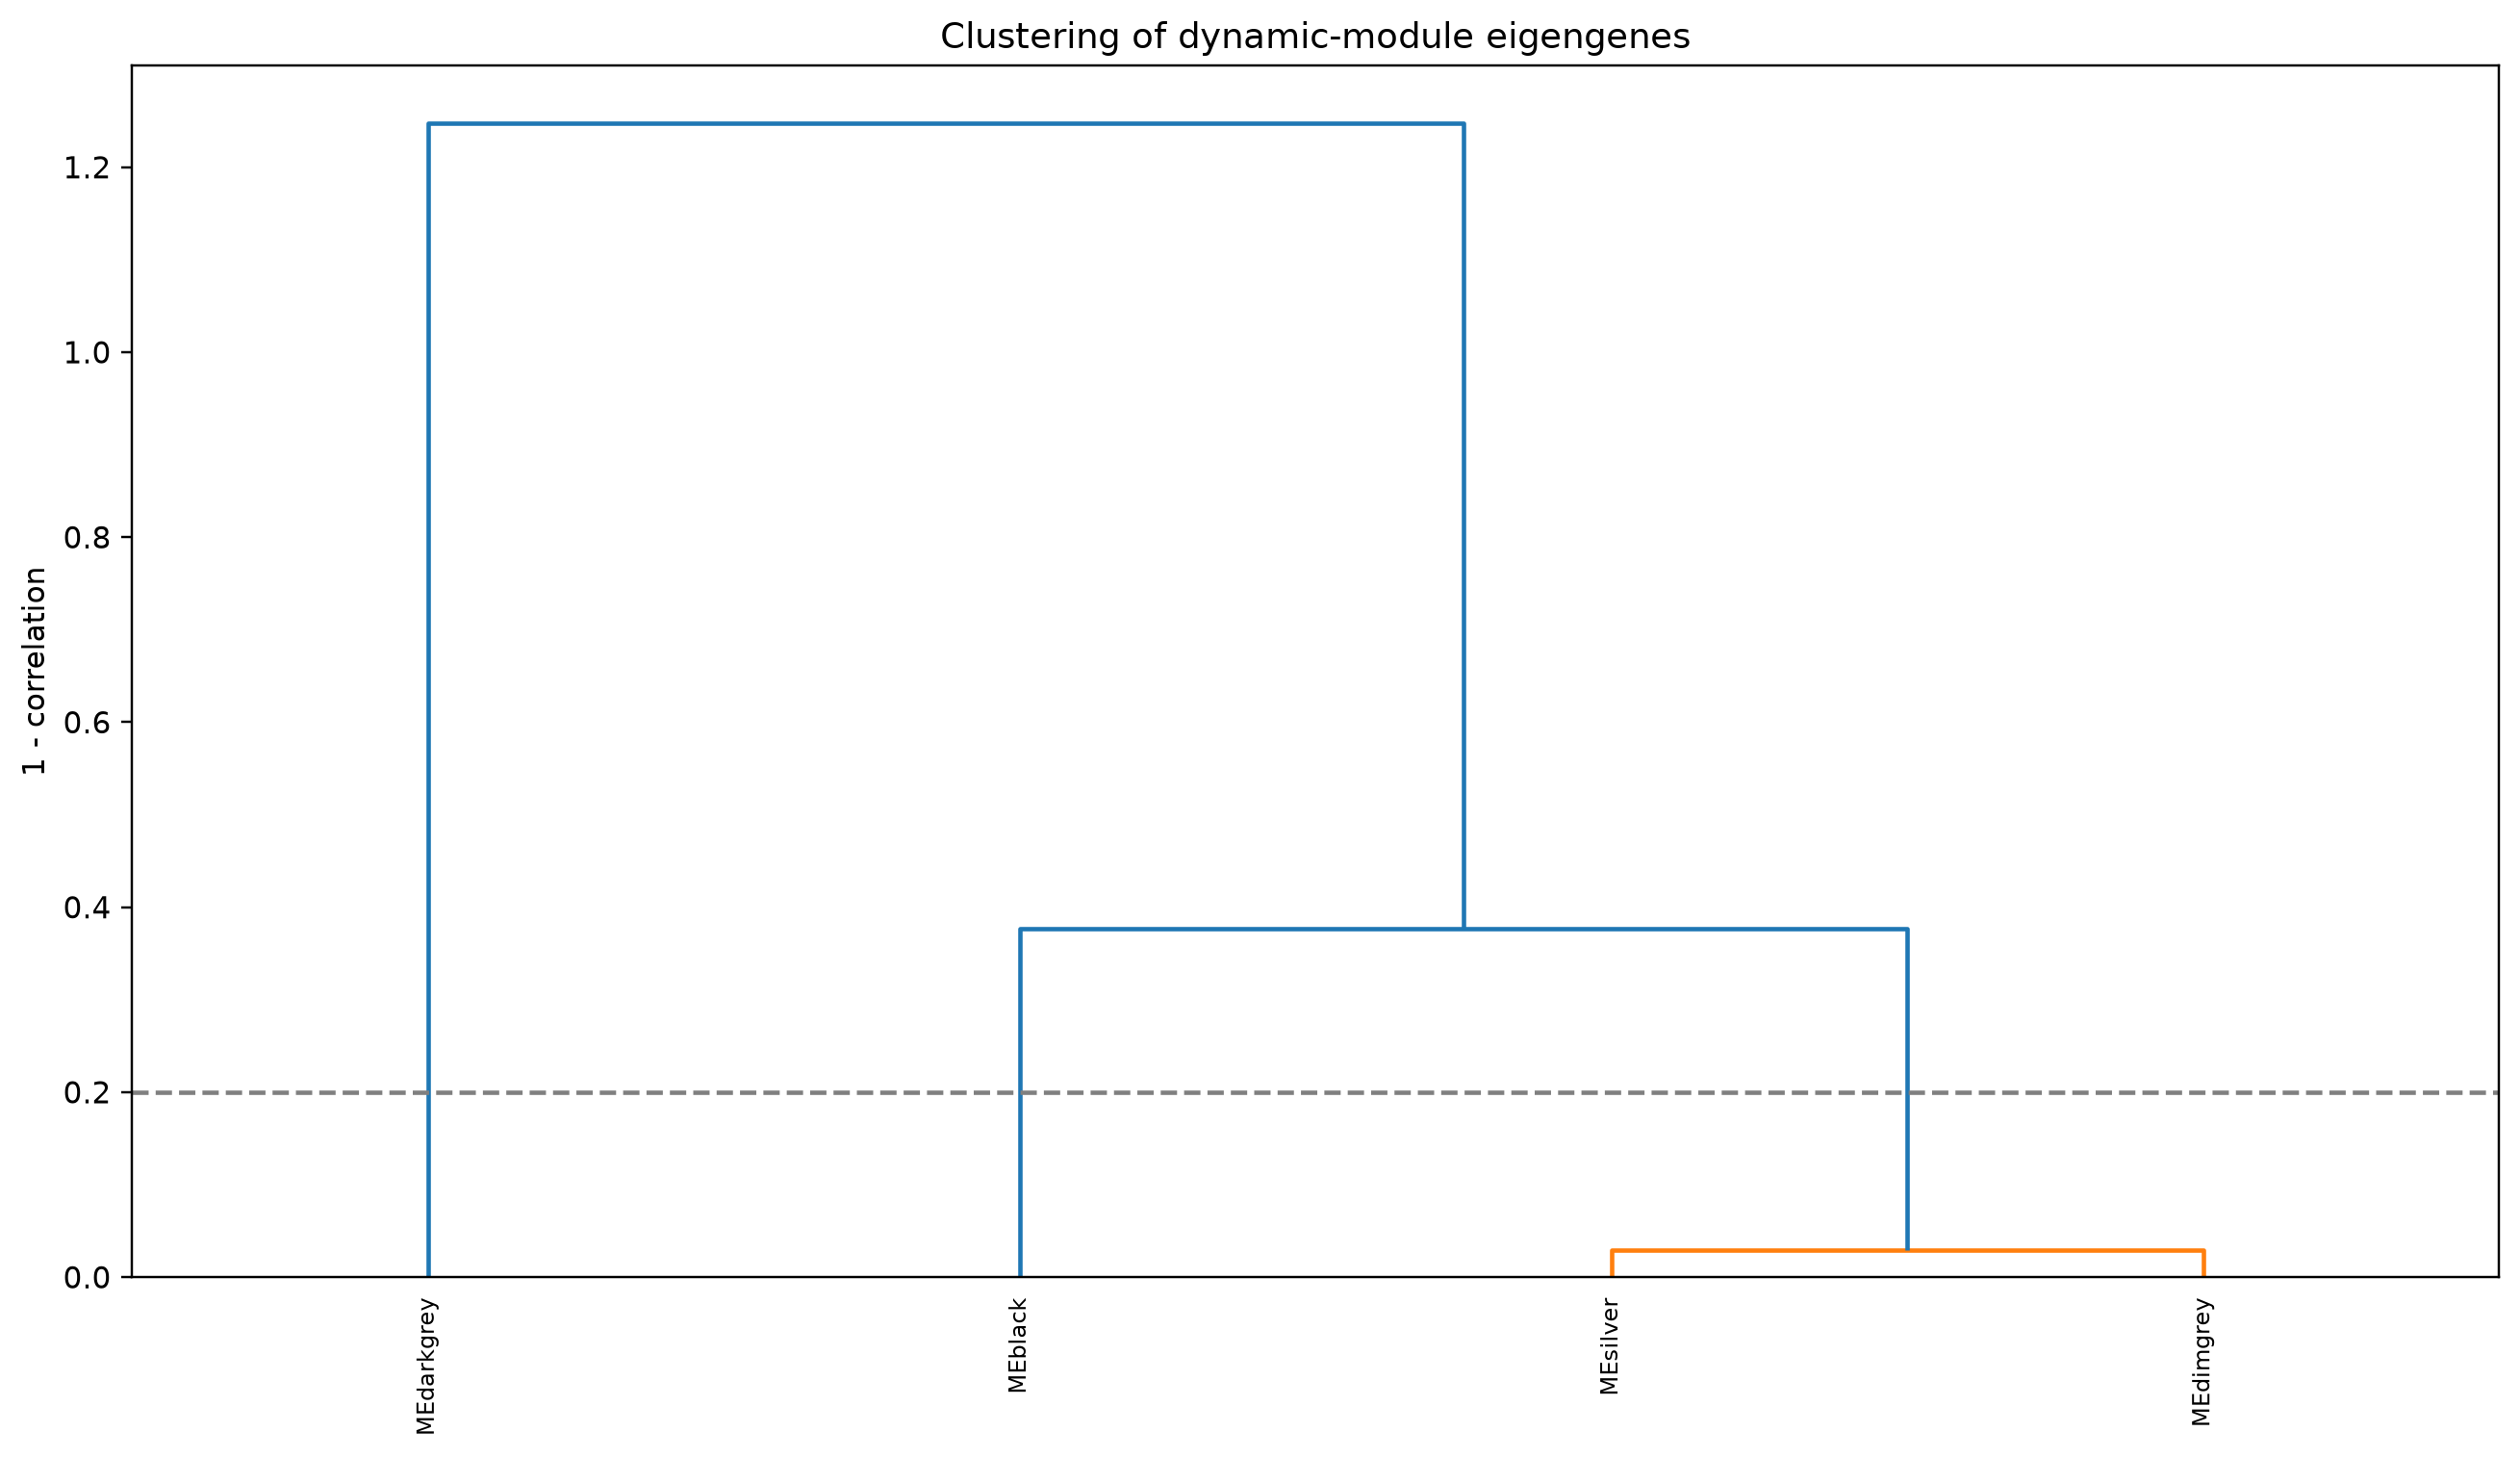 Clustering of dynamic-module eigengenes
1 - correlation
1.2
1.0
0.8
0.6
0.4
0.2
0.0
MEdarkgrey
MEblack
MEsilver
MEdimgrey